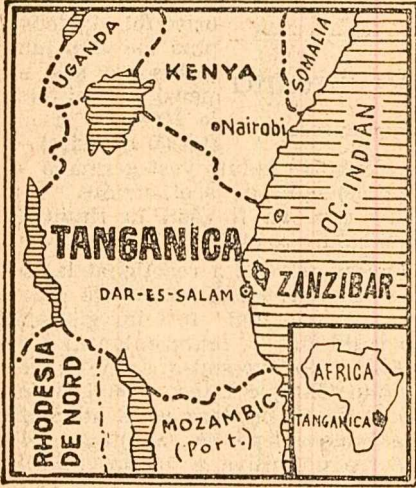 UGANDA
KENYA
SOMALIA
Nairobi
OC. INDIAN
TANGANICA
ZANZIBAR
DAR-ES-SALAM
RHODESIA
DE NORD
MOZAMBIC
(Port.)
AFRICA
TANGANICA